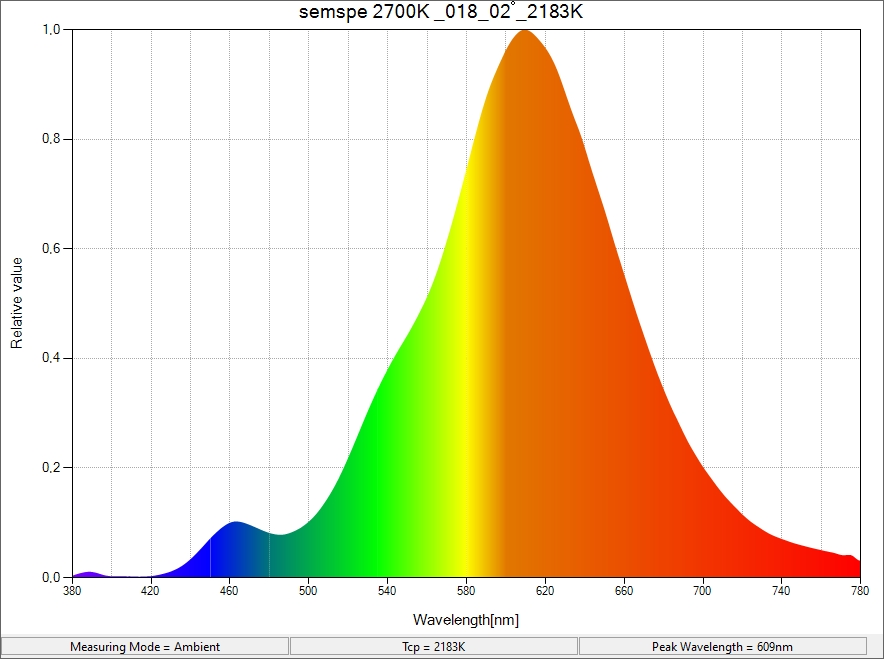 semspe 2700K _018_02°_2183K
1.0
0.8
0.6
0.4
0.2
0.0
Relative value
380 420 460 500 540 580 620 660 700 740 780
Wavelength[nm]
Measuring Mode = Ambient Tcp = 2183K Peak Wavelength = 609nm